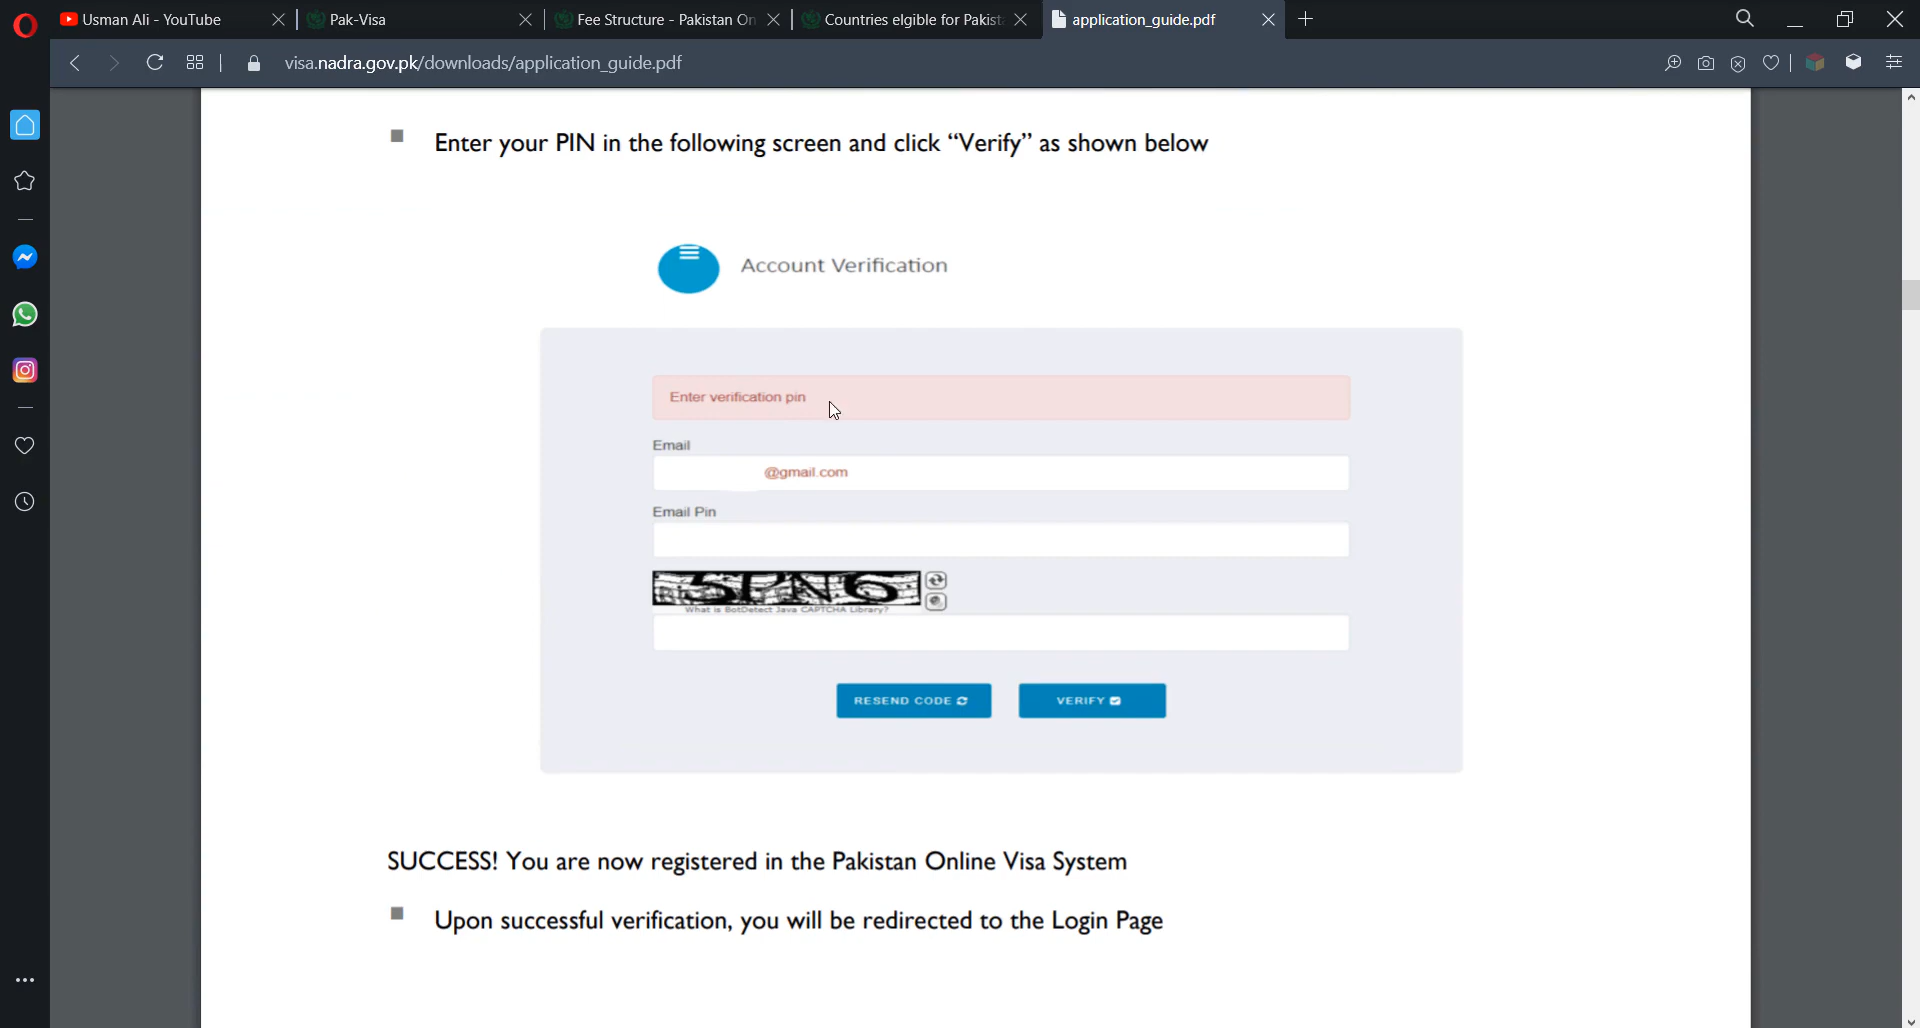 Usman Ali - YouTube
Pak-Visa
Fee Structure - Pakistan On
Countries elgible for Pakist
application_guide.pdf
visa.nadra.gov.pk/downloads/application_guide.pdf
Enter your PIN in the following screen and click “Verify” as shown below
Account Verification
Enter verification pin
Email
@gmail.com
Email Pin
5PN6
What is BotDetect Java CAPTCHA Library?
RESEND CODE
VERIFY
SUCCESS! You are now registered in the Pakistan Online Visa System
Upon successful verification, you will be redirected to the Login Page